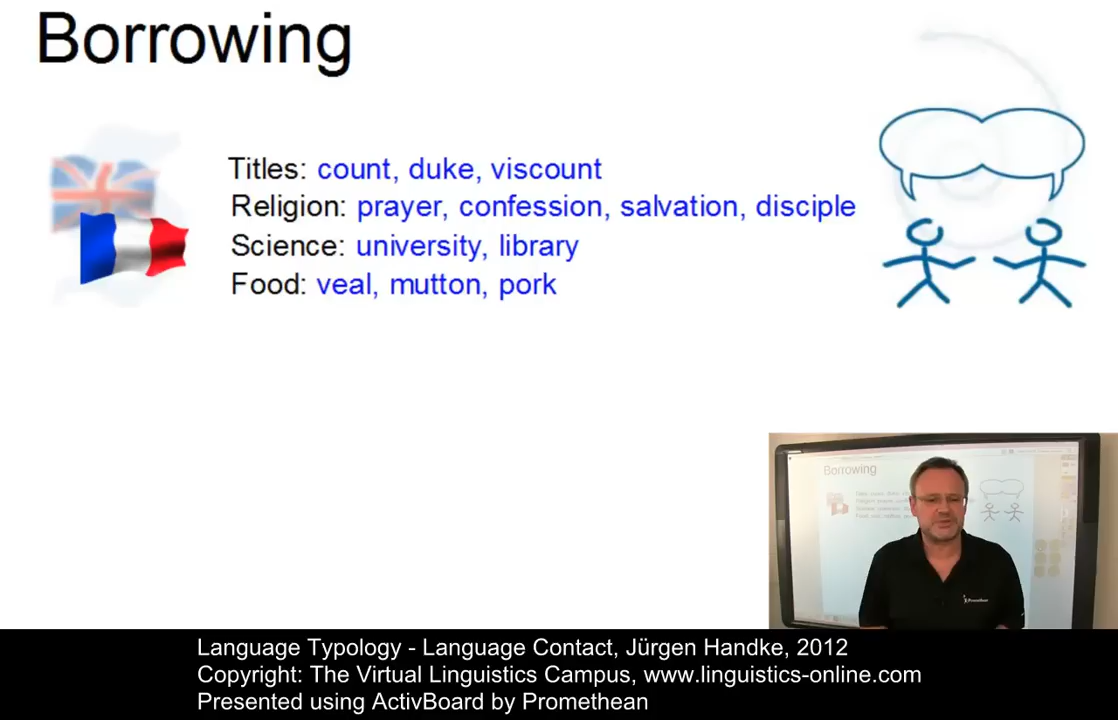 Borrowing
Titles: count, duke, viscount
Religion: prayer, confession, salvation, disciple
Science: university, library
Food: veal, mutton, pork
Borrowing
Promethean
Language Typology - Language Contact, Jürgen Handke, 2012
Copyright: The Virtual Linguistics Campus, www.linguistics-online.com
Presented using ActivBoard by Promethean